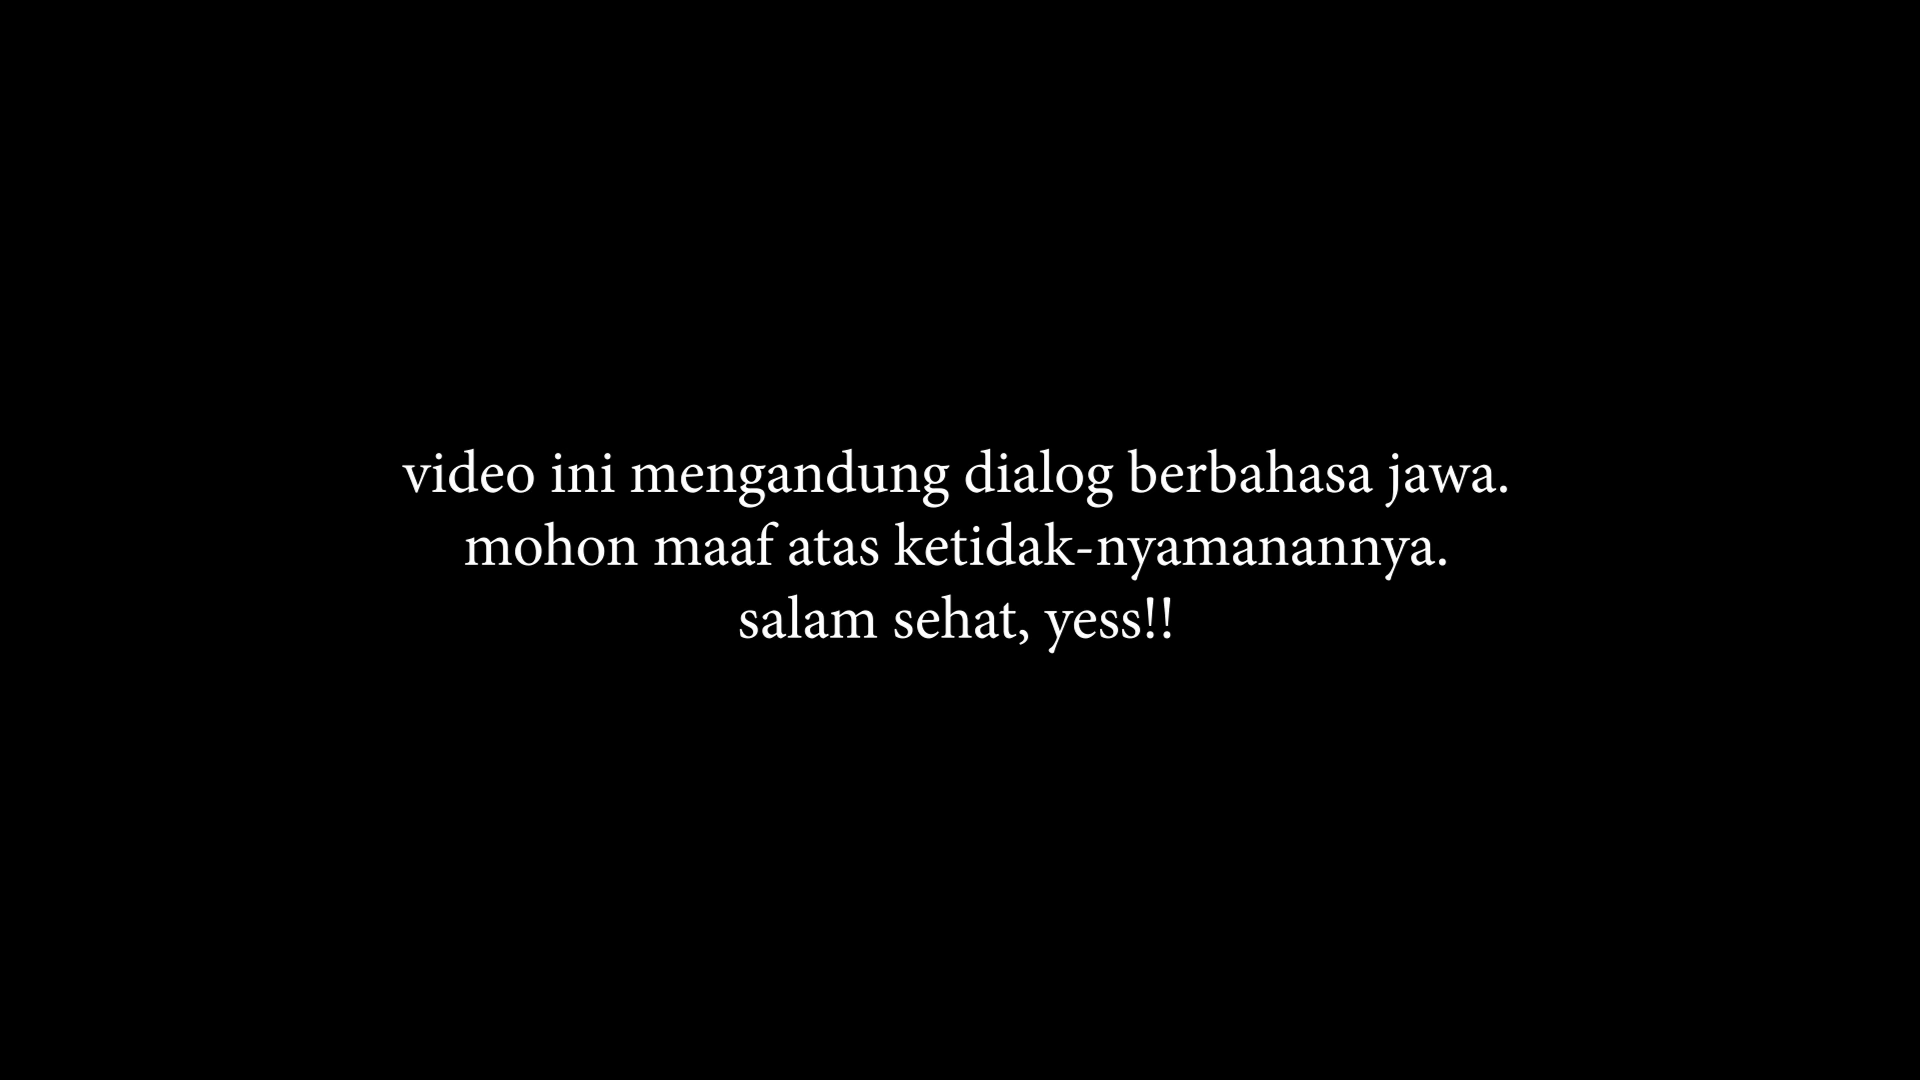 video ini mengandung dialog berbahasa jawa.
mohon maaf atas ketidak-nyamanannya.
salam sehat, yess!!